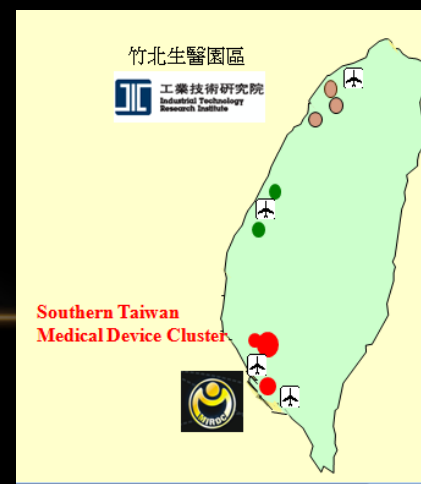 竹北生醫園區
工業技術研究院
Industrial Technology
Research Institute
Southern Taiwan
Medical Device Cluster
MIRDC